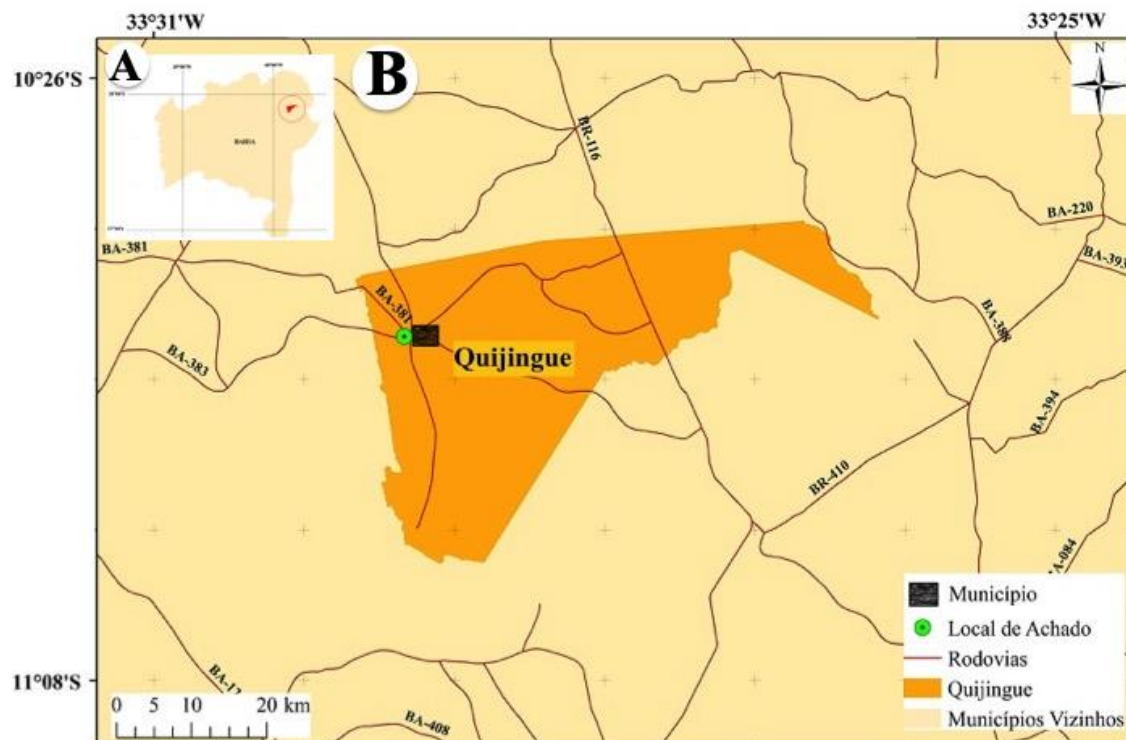 33°31'W
33°25'W
10°26'S
A
B
N
BAHIA
BR-116
BA-220
BA-381
BA-393
BA-381
BA-388
BA-383
Quijingue
BA-394
BR-410
Município
Local de Achado
Rodovias
Quijingue
Municípios Vizinhos
11°08'S
0 5 10 20 km
BA-408